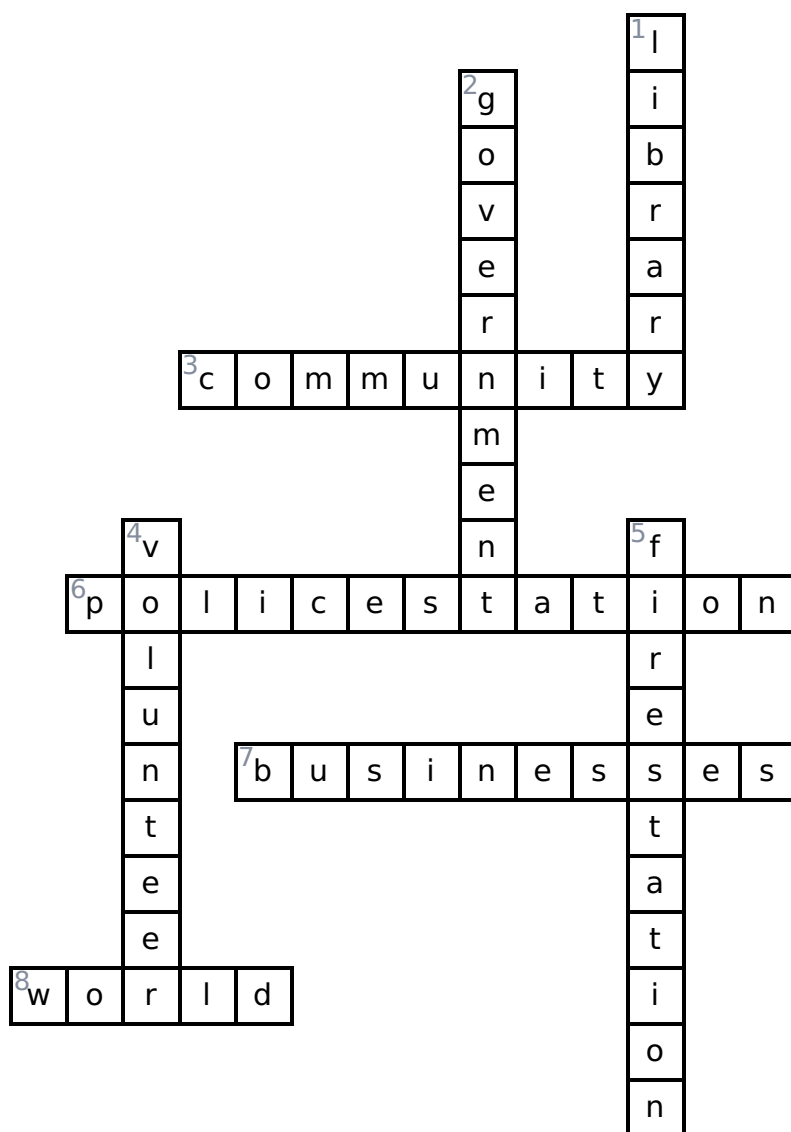 1 l
2 g i
o b
v r
e a
r r
3 c o m m u n i t y
m
e
4 v n 5 f
6 p o l i c e s t a t i o n
l r
u e
n 7 b u s i n e s s e s
t t
e a
e t
8 w o r l d i
o
n